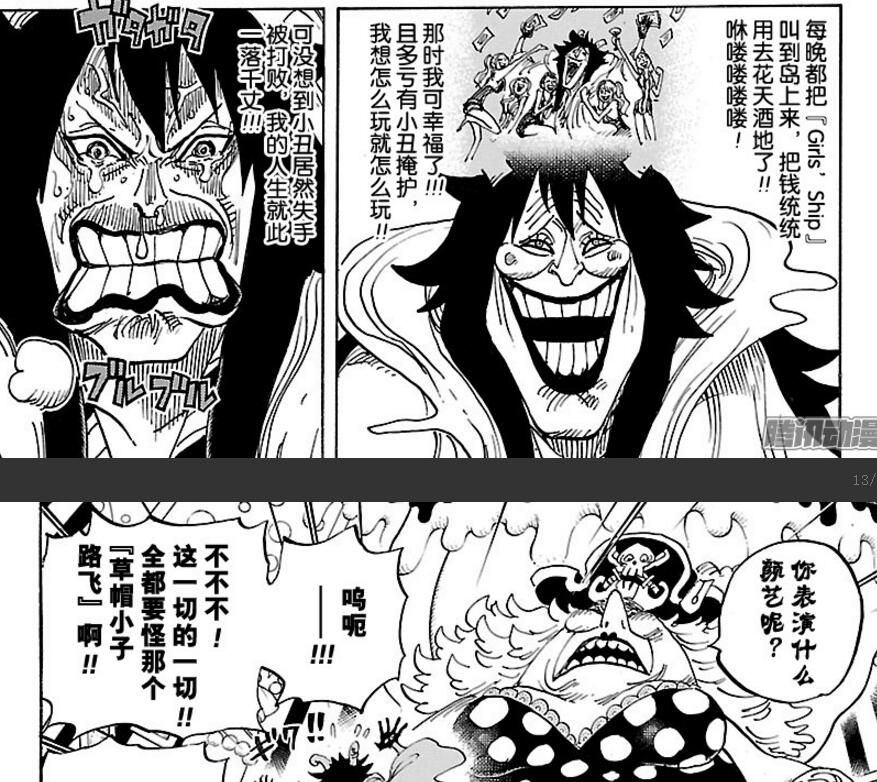 每晚都把『Girls' Ship』
叫到岛上来，把钱统统
用去花天酒地了!!
咻喽喽喽喽！
那时我可幸福了!!!
且多亏有小丑掩护，
我想怎么玩就怎么玩!!
可没想到小丑居然失手
被打败，我的人生就此
一落千丈!!!
ガタガタガタ
ブルブル
腾讯动漫
13/
你表演什么
颜艺呢？
呜呃
——!!!
不不不！
这一切的一切!!
全都要怪那个
『草帽小子
路飞』啊!!
!!